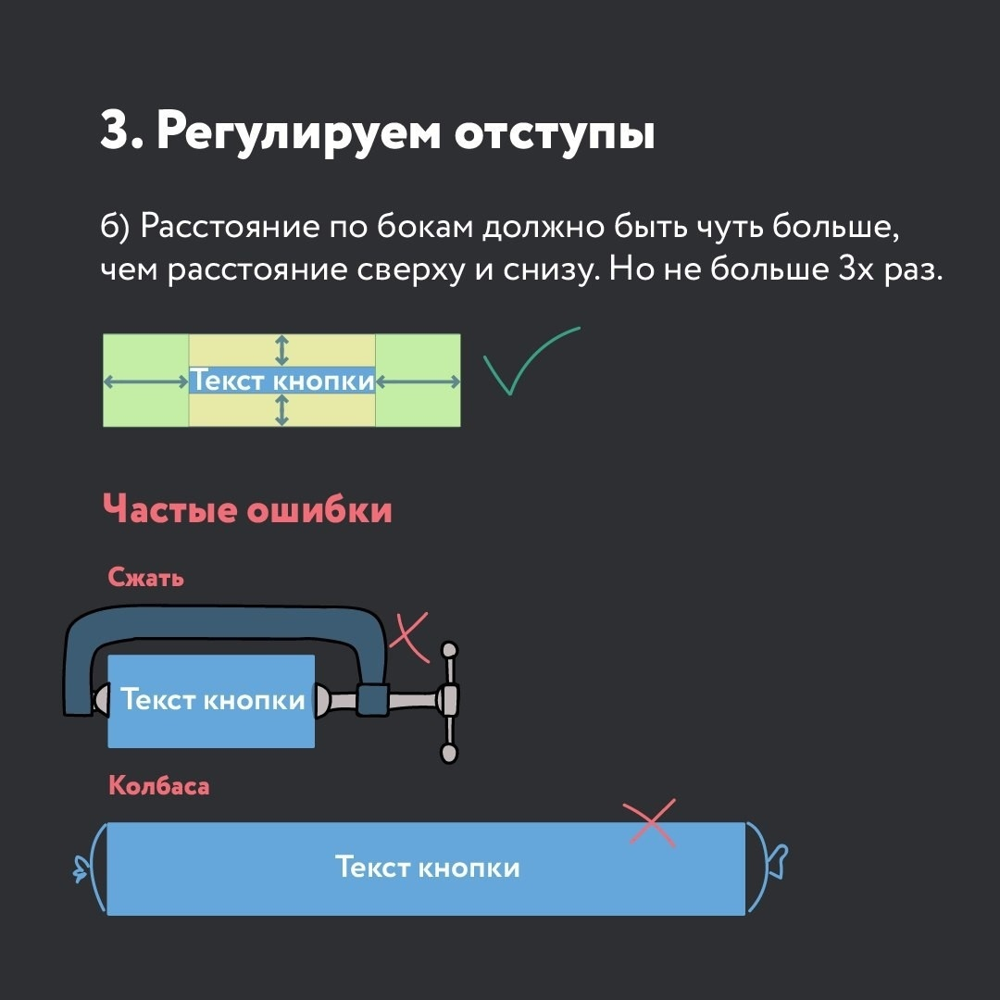 3. Регулируем отступы
б) Расстояние по бокам должно быть чуть больше,
чем расстояние сверху и снизу. Но не больше 3х раз.
Текст кнопки
Частые ошибки
Сжать
Текст кнопки
Колбаса
Текст кнопки